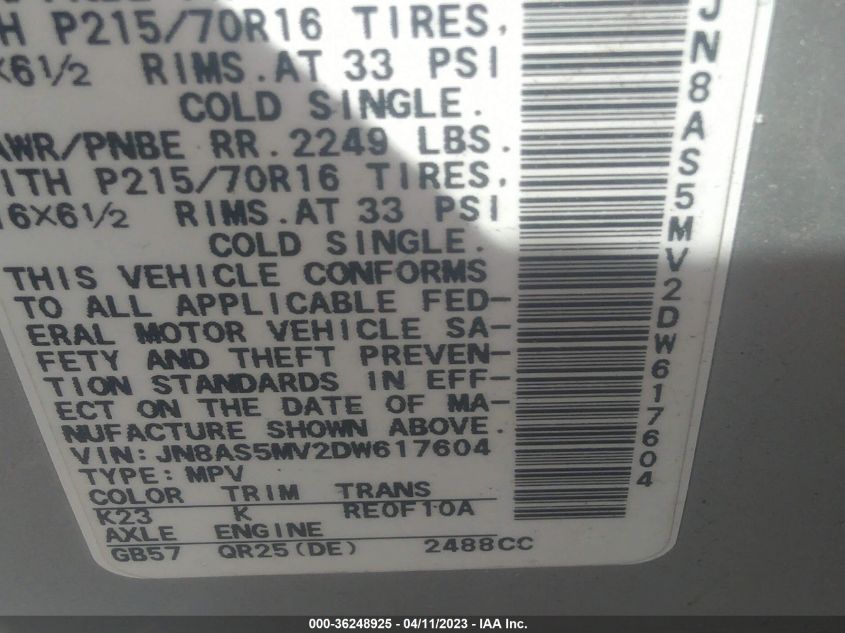 TH P215/70R16 TIRES.
X6½ RIMS.AT 33 PSI
COLD SINGLE.
AWR/PNBE RR.2249 LBS.
ITH P215/70R16 TIRES.
16X6½ RIMS.AT 33 PSI
COLD SINGLE.
THIS VEHICLE CONFORMS
TO ALL APPLICABLE FED-
ERAL MOTOR VEHICLE SA-
FETY AND THEFT PREVEN-
TION STANDARDS IN EFF-
ECT ON THE DATE OF MA-
NUFACTURE SHOWN ABOVE.
VIN:JN8AS5MV2DW617604
TYPE:MPV
COLOR TRIM TRANS
K23 K RE0F10A
AXLE ENGINE
GB57 QR25(DE) 2488CC
JN8AS5MV2DW617604
000-36248925 - 04/11/2023 - IAA Inc.